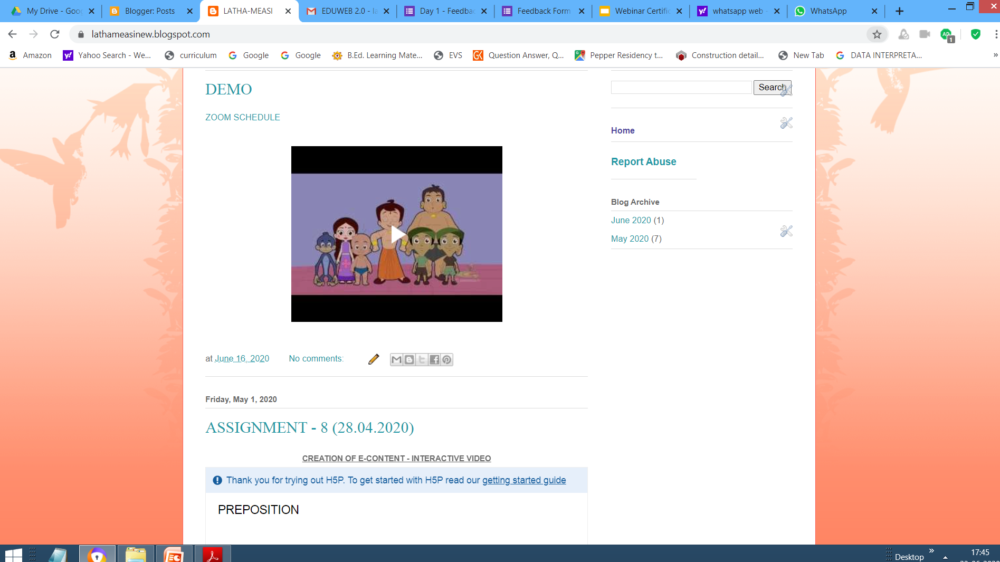 My Drive - Goo
Blogger: Posts
LATHA-MEASI
EDUWEB 2.0 - la
Day 1 - Feedbac
Feedback Form
Webinar Certific
whatsapp web -
WhatsApp
lathameasinew.blogspot.com
1
Amazon
Yahoo Search - We...
curriculum
Google
Google
B.Ed. Learning Mate...
EVS
Question Answer, Q...
Pepper Residency t...
Construction detail...
New Tab
DATA INTERPRETA...
DEMO
ZOOM SCHEDULE
at June 16, 2020
No comments:
Friday, May 1, 2020
ASSIGNMENT - 8 (28.04.2020)
CREATION OF E-CONTENT - INTERACTIVE VIDEO
Thank you for trying out H5P. To get started with H5P read our getting started guide
PREPOSITION
Search
Home
Report Abuse
Blog Archive
June 2020 (1)
May 2020 (7)
Desktop
17:45